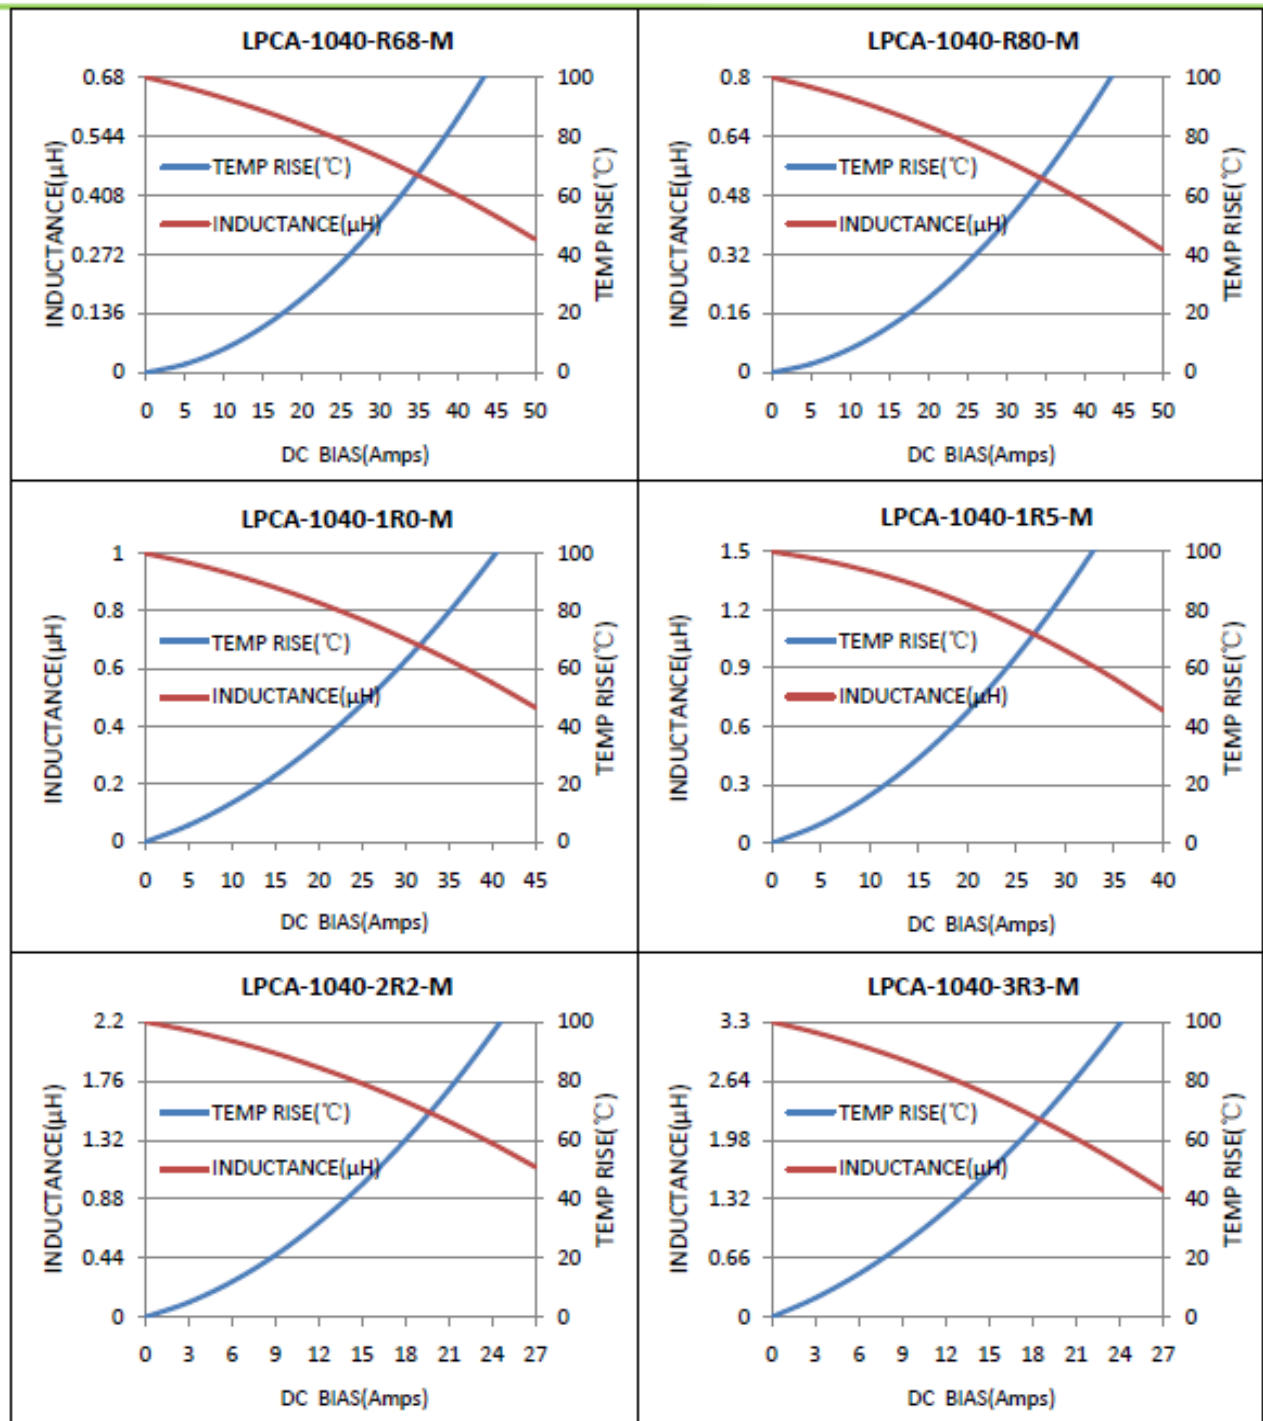 LPCA-1040-R68-M
0.68
0.544
0.408
0.272
0.136
0
100
80
60
40
20
0
INDUCTANCE(μH)
TEMP RISE(℃)
TEMP RISE(℃)
INDUCTANCE(μH)
0 5 10 15 20 25 30 35 40 45 50
DC BIAS(Amps)
LPCA-1040-R80-M
0.8
0.64
0.48
0.32
0.16
0
100
80
60
40
20
0
INDUCTANCE(μH)
TEMP RISE(℃)
TEMP RISE(℃)
INDUCTANCE(μH)
0 5 10 15 20 25 30 35 40 45 50
DC BIAS(Amps)
LPCA-1040-1R0-M
1
0.8
0.6
0.4
0.2
0
100
80
60
40
20
0
INDUCTANCE(μH)
TEMP RISE(℃)
TEMP RISE(℃)
INDUCTANCE(μH)
0 5 10 15 20 25 30 35 40 45
DC BIAS(Amps)
LPCA-1040-1R5-M
1.5
1.2
0.9
0.6
0.3
0
100
80
60
40
20
0
INDUCTANCE(μH)
TEMP RISE(℃)
TEMP RISE(℃)
INDUCTANCE(μH)
0 5 10 15 20 25 30 35 40
DC BIAS(Amps)
LPCA-1040-2R2-M
2.2
1.76
1.32
0.88
0.44
0
100
80
60
40
20
0
INDUCTANCE(μH)
TEMP RISE(℃)
TEMP RISE(℃)
INDUCTANCE(μH)
0 3 6 9 12 15 18 21 24 27
DC BIAS(Amps)
LPCA-1040-3R3-M
3.3
2.64
1.98
1.32
0.66
0
100
80
60
40
20
0
INDUCTANCE(μH)
TEMP RISE(℃)
TEMP RISE(℃)
INDUCTANCE(μH)
0 3 6 9 12 15 18 21 24 27
DC BIAS(Amps)